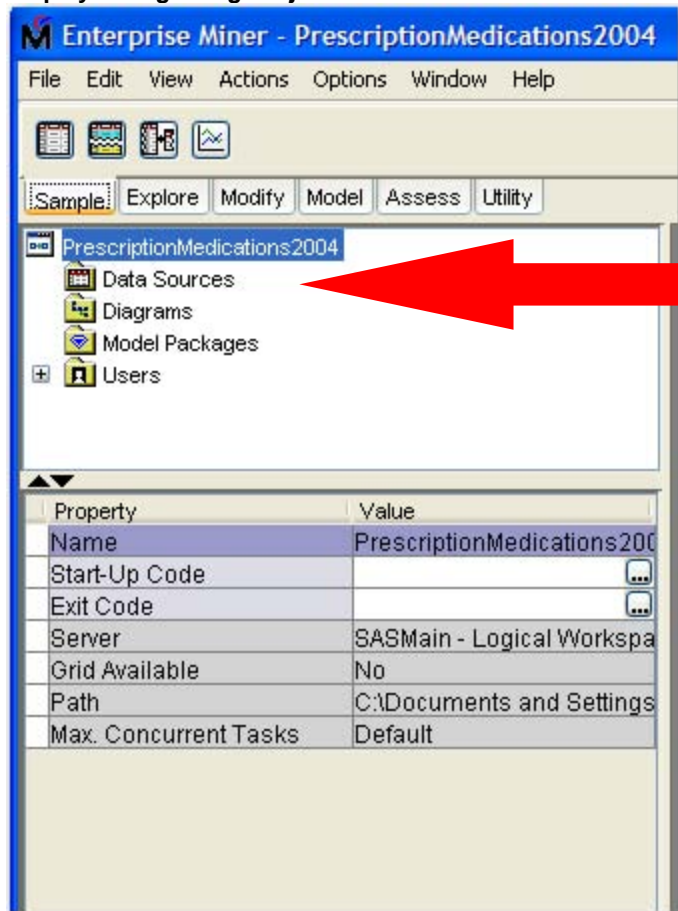 Enterprise Miner - PrescriptionMedications2004
File Edit View Actions Options Window Help
Sample Explore Modify Model Assess Utility
PrescriptionMedications2004
Data Sources
Diagrams
Model Packages
Users
Property Value
Name PrescriptionMedications200
Start-Up Code ...
Exit Code ...
Server SASMain - Logical Workspa
Grid Available No
Path C:\Documents and Settings
Max. Concurrent Tasks Default